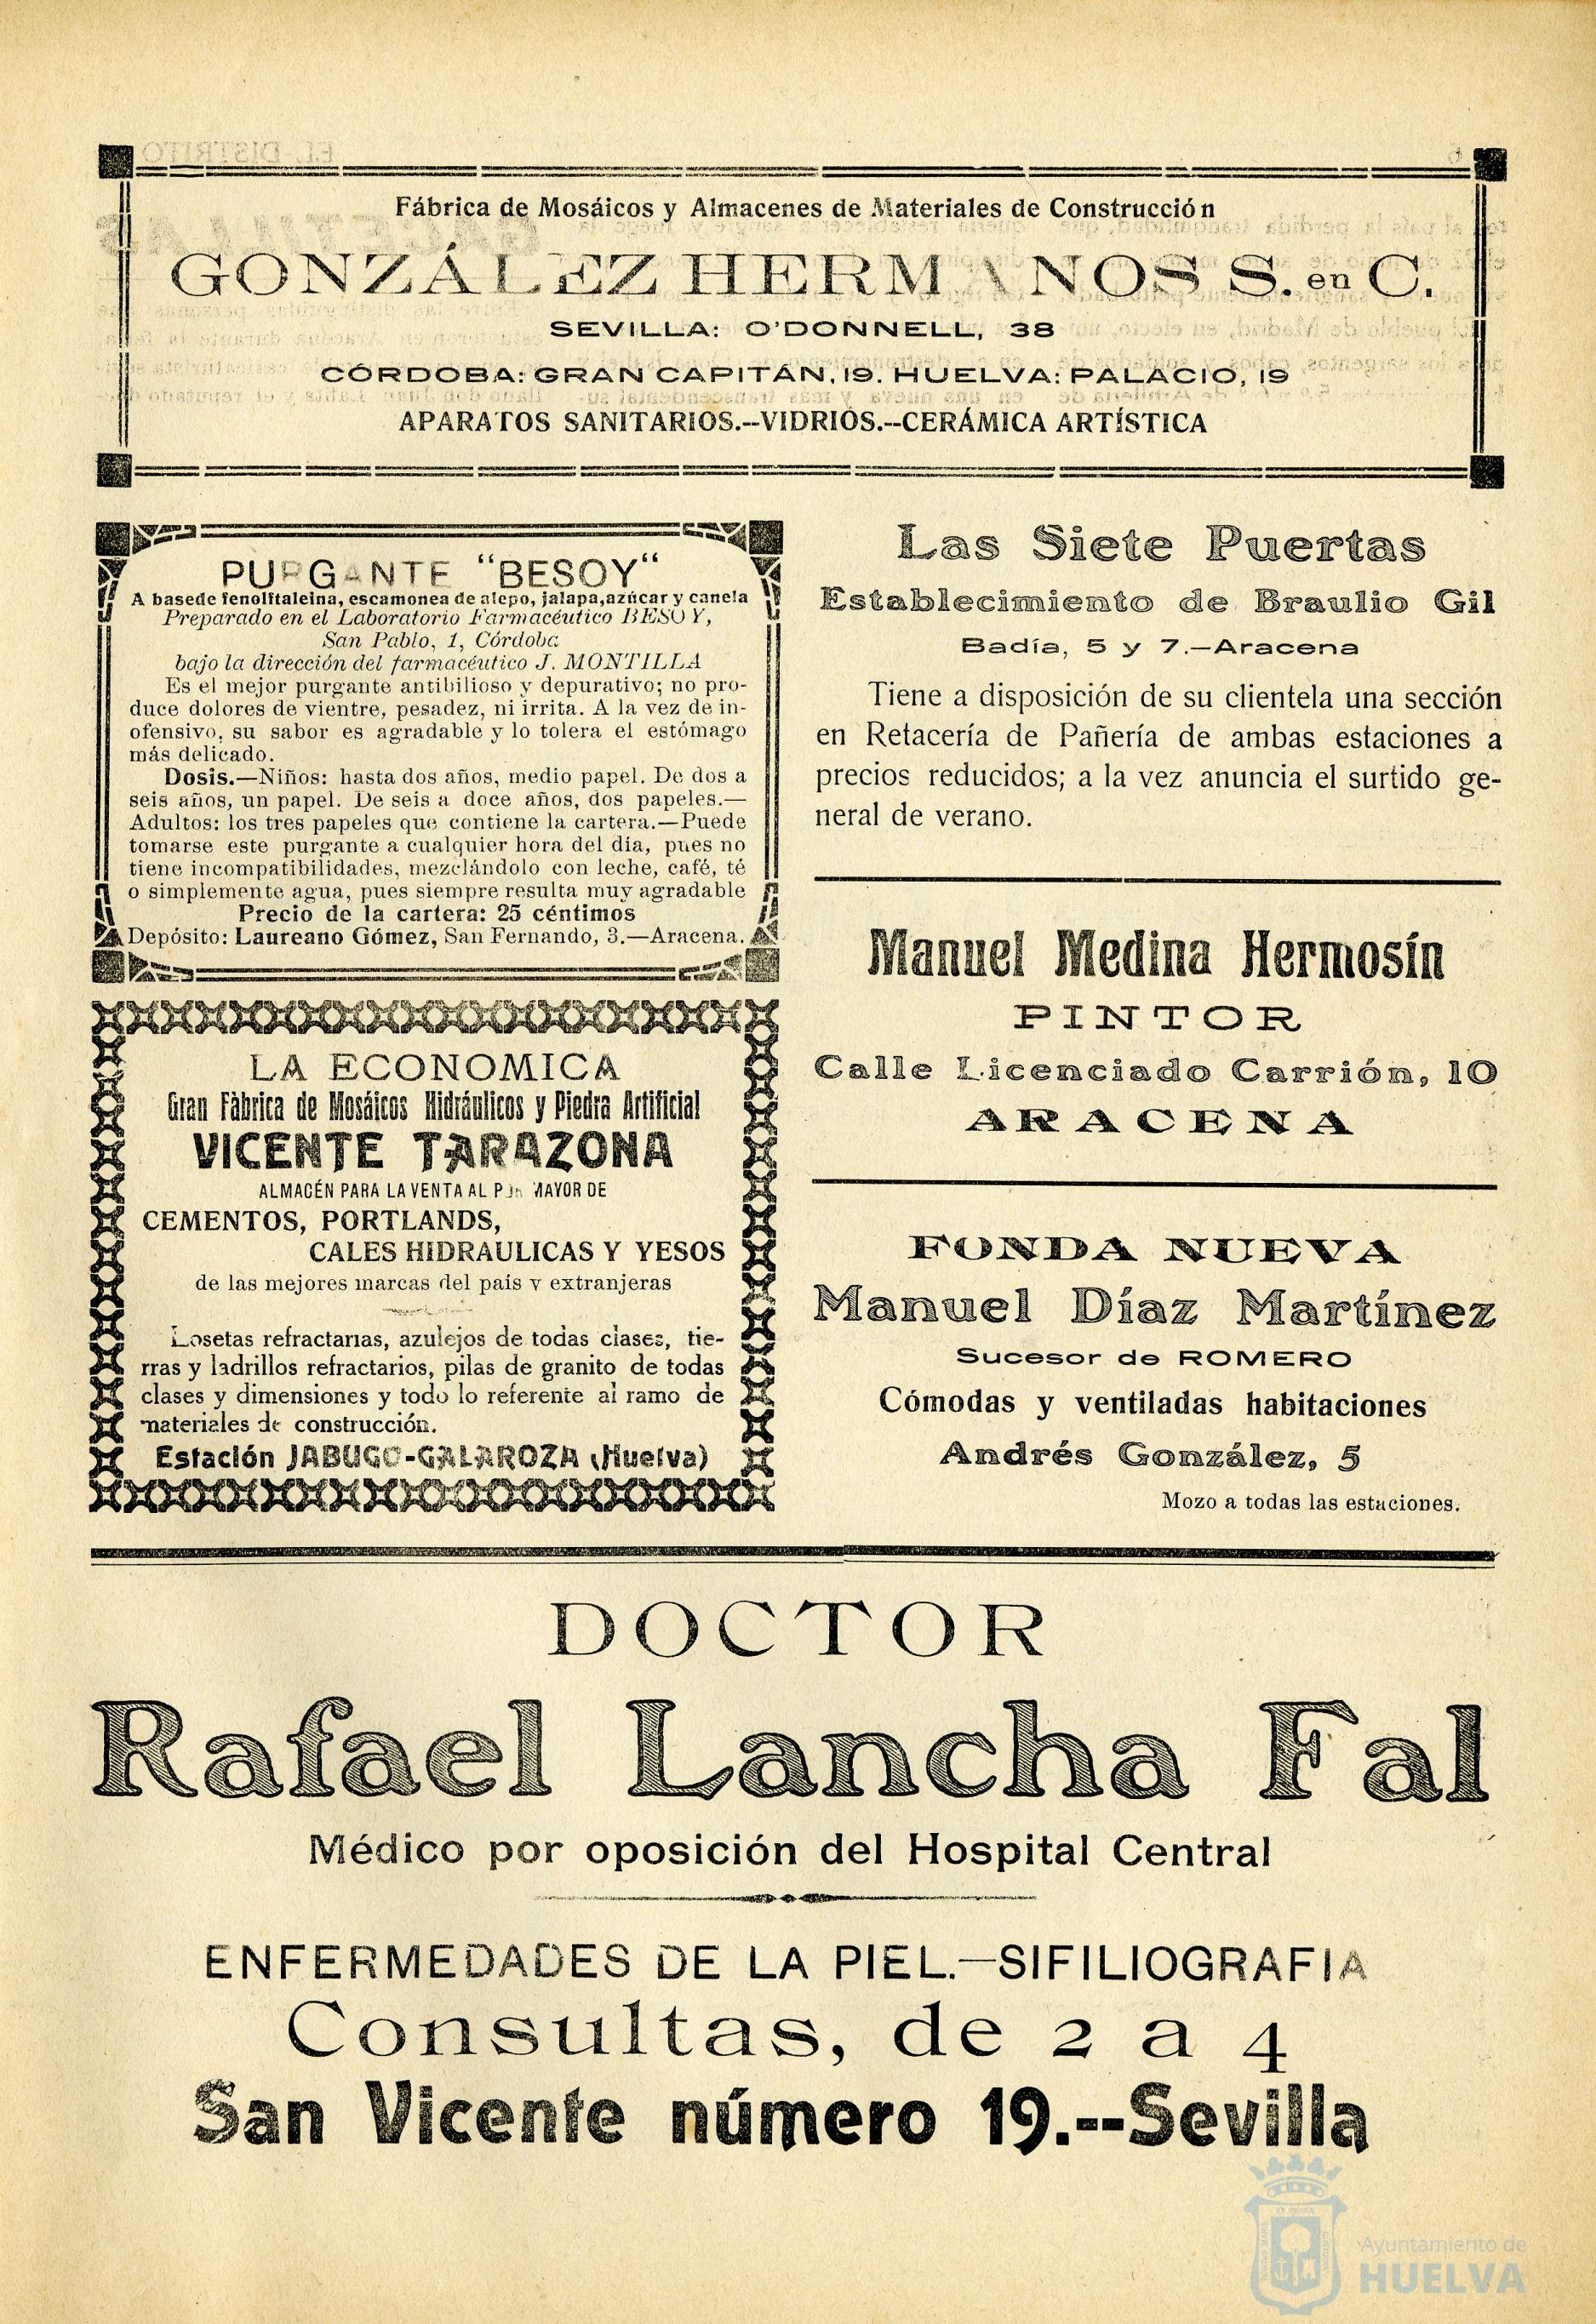 Fábrica de Mosáicos y Almacenes de Materiales de Construcción
GONZÁLEZ HERMANOS S. en C.
SEVILLA: O'DONNELL, 38
CÓRDOBA: GRAN CAPITÁN, 19. HUELVA: PALACIO, 19
APARATOS SANITARIOS.--VIDRIOS.--CERÁMICA ARTÍSTICA
PURGANTE "BESOY"
A base de fenolftaleina, escamonea de alepo, jalapa, azúcar y canela
Preparado en el Laboratorio Farmacéutico BESOY,
San Pablo, 1, Córdoba
bajo la dirección del farmacéutico J. MONTILLA
Es el mejor purgante antibilioso y depurativo; no pro-
duce dolores de vientre, pesadez, ni irrita. A la vez de in-
ofensivo, su sabor es agradable y lo tolera el estómago
más delicado.
Dosis.—Niños: hasta dos años, medio papel. De dos a
seis años, un papel. De seis a doce años, dos papeles.—
Adultos: los tres papeles que contiene la cartera.—Puede
tomarse este purgante a cualquier hora del día, pues no
tiene incompatibilidades, mezclándolo con leche, café, té
o simplemente agua, pues siempre resulta muy agradable
Precio de la cartera: 25 céntimos
Depósito: Laureano Gómez, San Fernando, 3.—Aracena.
LA ECONOMICA
Gran Fàbrica de Mosáicos Hidráulicos y Piedra Artificial
VICENTE TARAZONA
ALMACÉN PARA LA VENTA AL POR MAYOR DE
CEMENTOS, PORTLANDS,
CALES HIDRAULICAS Y YESOS
de las mejores marcas del país y extranjeras
Losetas refractarias, azulejos de todas clases, tie-
rras y ladrillos refractarios, pilas de granito de todas
clases y dimensiones y todo lo referente al ramo de
materiales de construcción.
Estación JABUGO-GALAROZA (Huelva)
Las Siete Puertas
Establecimiento de Braulio Gil
Badía, 5 y 7.—Aracena
Tiene a disposición de su clientela una sección
en Retacería de Pañería de ambas estaciones a
precios reducidos; a la vez anuncia el surtido ge-
neral de verano.
Manuel Medina Hermosín
PINTOR
Calle Licenciado Carrión, 10
ARACENA
FONDA NUEVA
Manuel Díaz Martínez
Sucesor de ROMERO
Cómodas y ventiladas habitaciones
Andrés González, 5
Mozo a todas las estaciones.
DOCTOR
Rafael Lancha Fal
Médico por oposición del Hospital Central
ENFERMEDADES DE LA PIEL.—SIFILIOGRAFIA
Consultas, de 2 a 4
San Vicente número 19.--Sevilla
Ayuntamiento de
HUELVA